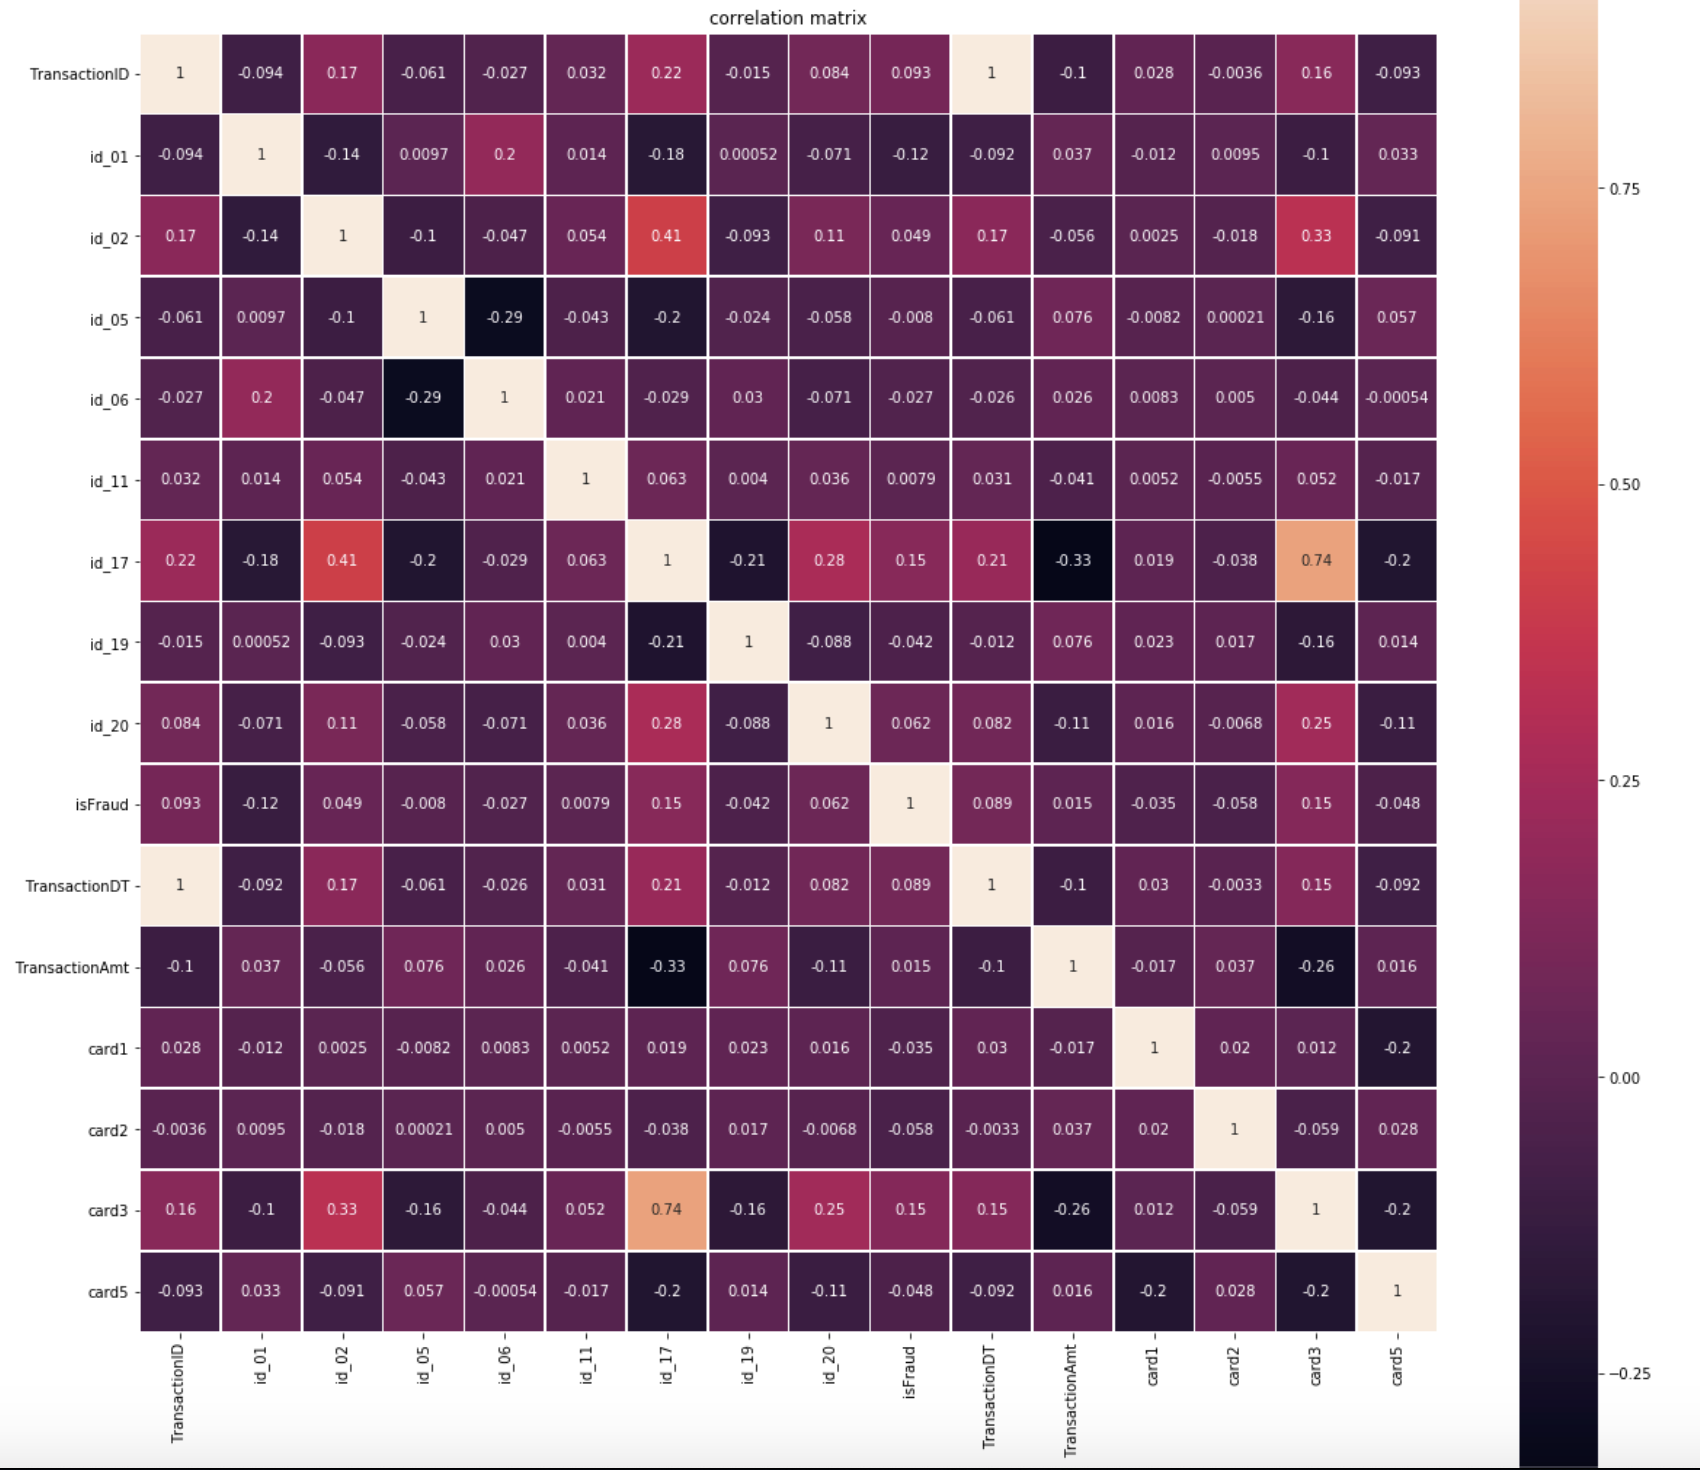 correlation matrix
TransactionID 1 -0.094 0.17 -0.061 -0.027 0.032 0.22 -0.015 0.084 0.093 1 -0.1 0.028 -0.0036 0.16 -0.093
id_01 -0.094 1 -0.14 0.0097 0.2 0.014 -0.18 0.00052 -0.071 -0.12 -0.092 0.037 -0.012 0.0095 -0.1 0.033
0.75
id_02 0.17 -0.14 1 -0.1 -0.047 0.054 0.41 -0.093 0.11 0.049 0.17 -0.056 0.0025 -0.018 0.33 -0.091
id_05 -0.061 0.0097 -0.1 1 -0.29 -0.043 -0.2 -0.024 -0.058 -0.008 -0.061 0.076 -0.0082 0.00021 -0.16 0.057
id_06 -0.027 0.2 -0.047 -0.29 1 0.021 -0.029 0.03 -0.071 -0.027 -0.026 0.026 0.0083 0.005 -0.044 -0.00054
id_11 0.032 0.014 0.054 -0.043 0.021 1 0.063 0.004 0.036 0.0079 0.031 -0.041 0.0052 -0.0055 0.052 -0.017
0.50
id_17 0.22 -0.18 0.41 -0.2 -0.029 0.063 1 -0.21 0.28 0.15 0.21 -0.33 0.019 -0.038 0.74 -0.2
id_19 -0.015 0.00052 -0.093 -0.024 0.03 0.004 -0.21 1 -0.088 -0.042 -0.012 0.076 0.023 0.017 -0.16 0.014
id_20 0.084 -0.071 0.11 -0.058 -0.071 0.036 0.28 -0.088 1 0.062 0.082 -0.11 0.016 -0.0068 0.25 -0.11
0.25
isFraud 0.093 -0.12 0.049 -0.008 -0.027 0.0079 0.15 -0.042 0.062 1 0.089 0.015 -0.035 -0.058 0.15 -0.048
TransactionDT 1 -0.092 0.17 -0.061 -0.026 0.031 0.21 -0.012 0.082 0.089 1 -0.1 0.03 -0.0033 0.15 -0.092
TransactionAmt -0.1 0.037 -0.056 0.076 0.026 -0.041 -0.33 0.076 -0.11 0.015 -0.1 1 -0.017 0.037 -0.26 0.016
card1 0.028 -0.012 0.0025 -0.0082 0.0083 0.0052 0.019 0.023 0.016 -0.035 0.03 -0.017 1 0.02 0.012 -0.2
0.00
card2 -0.0036 0.0095 -0.018 0.00021 0.005 -0.0055 -0.038 0.017 -0.0068 -0.058 -0.0033 0.037 0.02 1 -0.059 0.028
card3 0.16 -0.1 0.33 -0.16 -0.044 0.052 0.74 -0.16 0.25 0.15 0.15 -0.26 0.012 -0.059 1 -0.2
card5 -0.093 0.033 -0.091 0.057 -0.00054 -0.017 -0.2 0.014 -0.11 -0.048 -0.092 0.016 -0.2 0.028 -0.2 1
−0.25
TransactionID id_01 id_02 id_05 id_06 id_11 id_17 id_19 id_20 isFraud TransactionDT TransactionAmt card1 card2 card3 card5